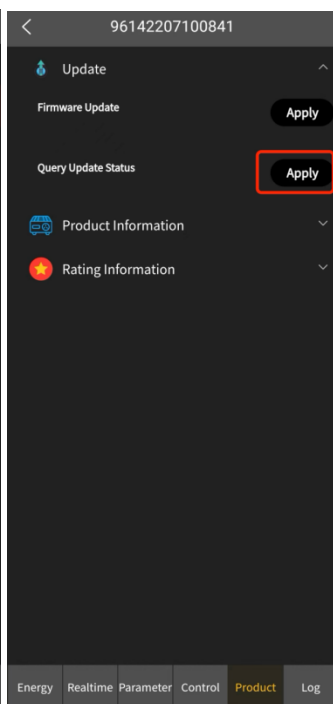 96142207100841
Update
Firmware Update Apply
Query Update Status Apply
Product Information
Rating Information
Energy Realtime Parameter Control Product Log